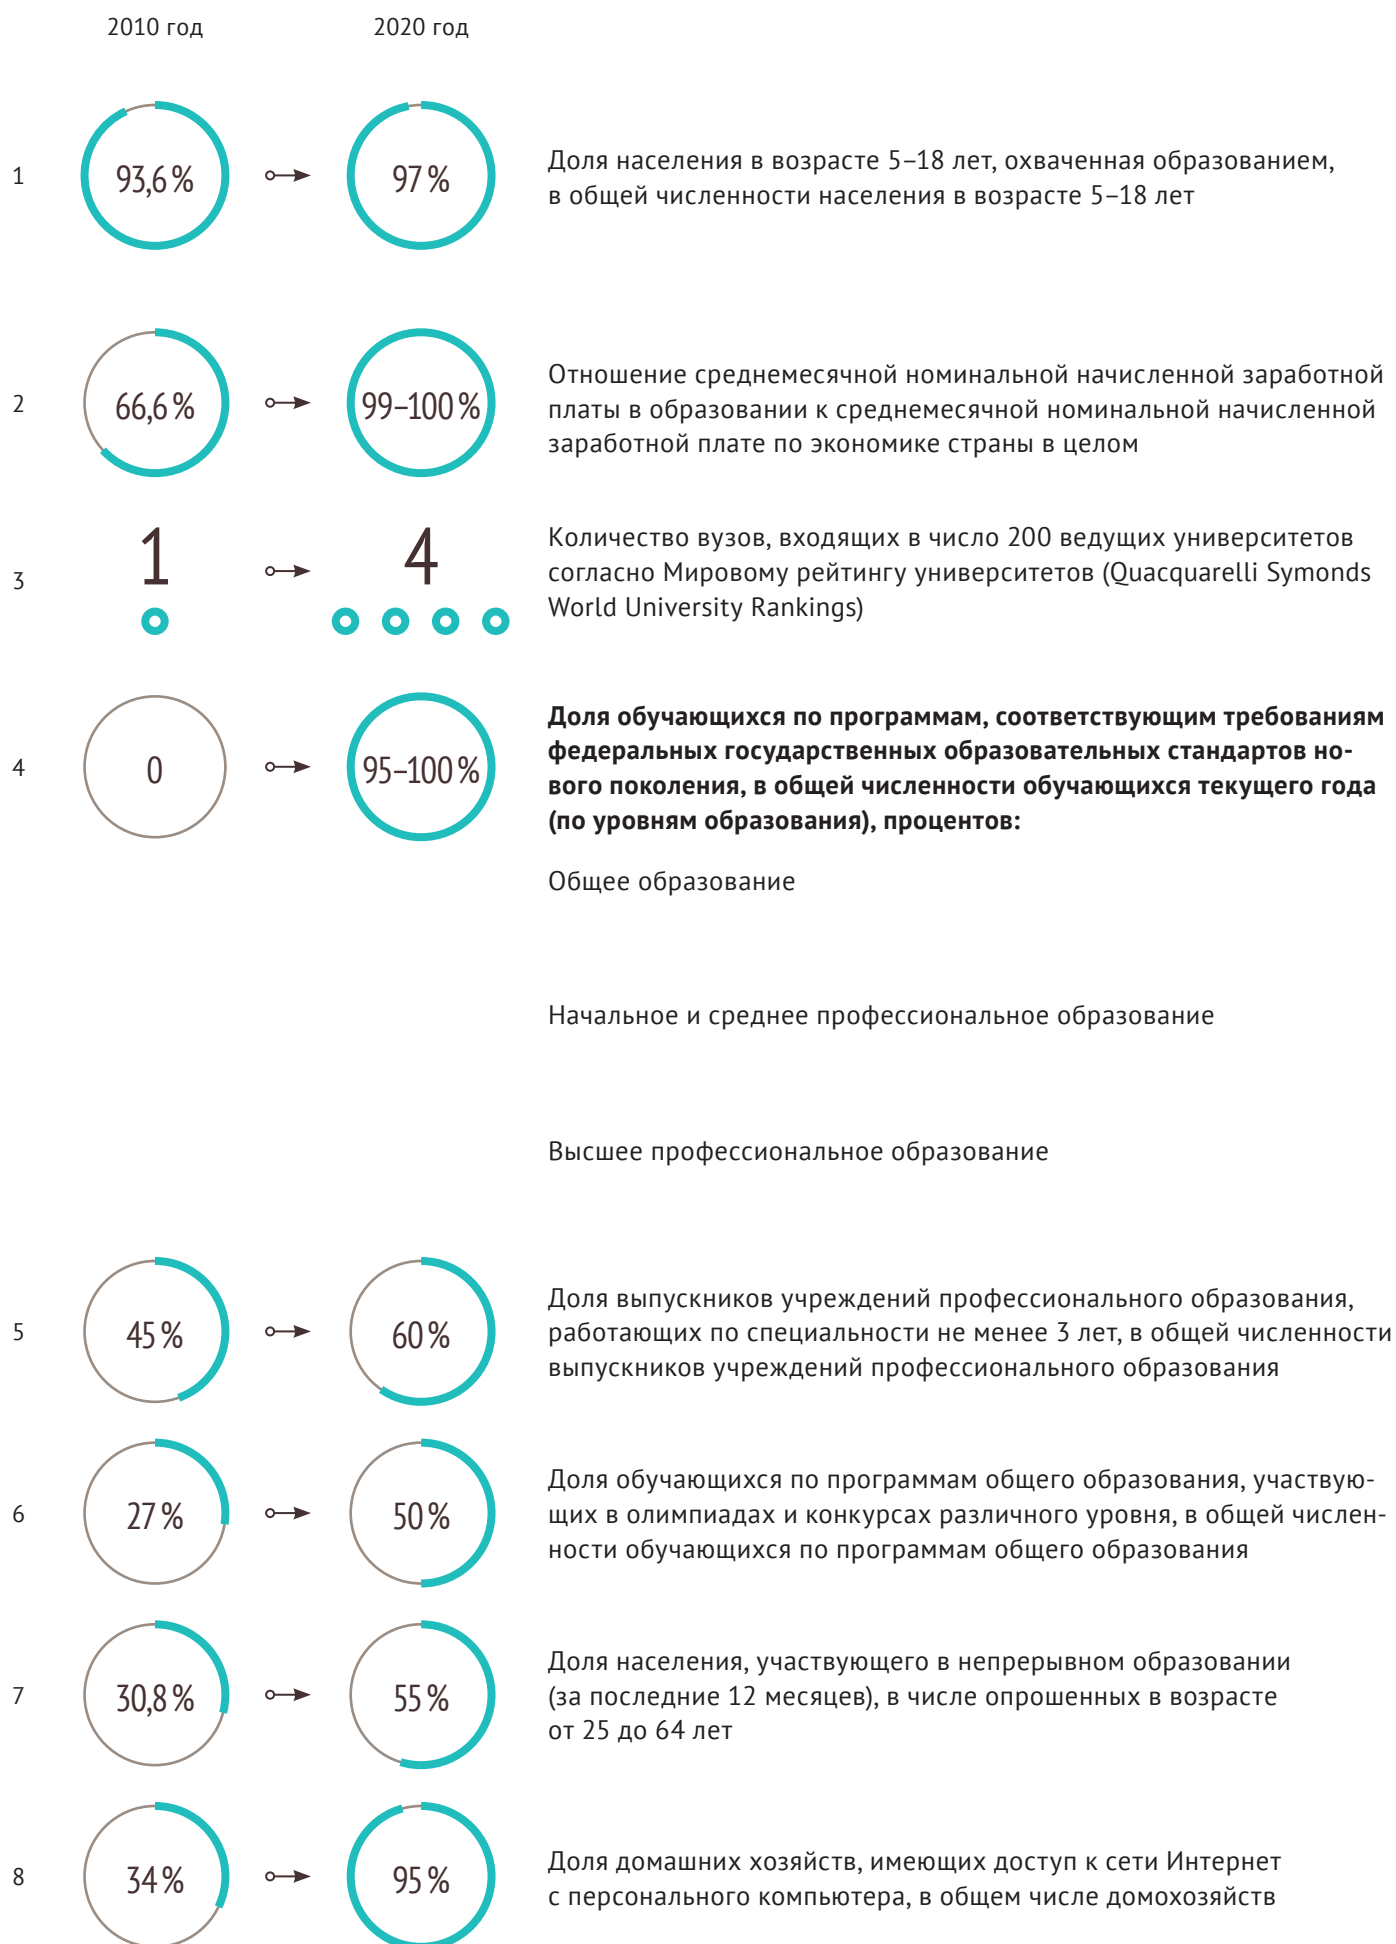 2010 год 2020 год
1 93,6 % 97 % Доля населения в возрасте 5–18 лет, охваченная образованием,
в общей численности населения в возрасте 5–18 лет
2 66,6 % 99–100 % Отношение среднемесячной номинальной начисленной заработной
платы в образовании к среднемесячной номинальной начисленной
заработной плате по экономике страны в целом
3 1 4 Количество вузов, входящих в число 200 ведущих университетов
согласно Мировому рейтингу университетов (Quacquarelli Symonds
World University Rankings)
4 0 95–100 % Доля обучающихся по программам, соответствующим требованиям
федеральных государственных образовательных стандартов но-
вого поколения, в общей численности обучающихся текущего года
(по уровням образования), процентов:
Общее образование
Начальное и среднее профессиональное образование
Высшее профессиональное образование
5 45 % 60 % Доля выпускников учреждений профессионального образования,
работающих по специальности не менее 3 лет, в общей численности
выпускников учреждений профессионального образования
6 27 % 50 % Доля обучающихся по программам общего образования, участвую-
щих в олимпиадах и конкурсах различного уровня, в общей числен-
ности обучающихся по программам общего образования
7 30,8 % 55 % Доля населения, участвующего в непрерывном образовании
(за последние 12 месяцев), в числе опрошенных в возрасте
от 25 до 64 лет
8 34 % 95 % Доля домашних хозяйств, имеющих доступ к сети Интернет
с персонального компьютера, в общем числе домохозяйств